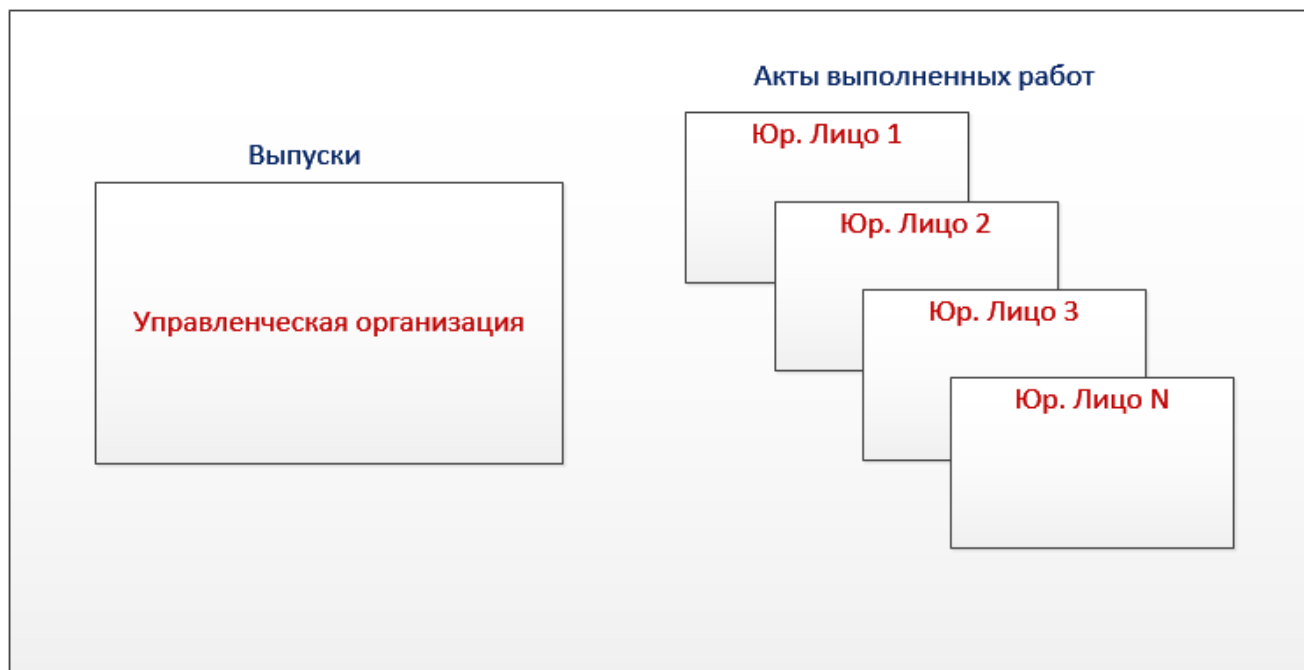 Выпуски
Управленческая организация
Акты выполненных работ
Юр. Лицо 1
Юр. Лицо 2
Юр. Лицо 3
Юр. Лицо N